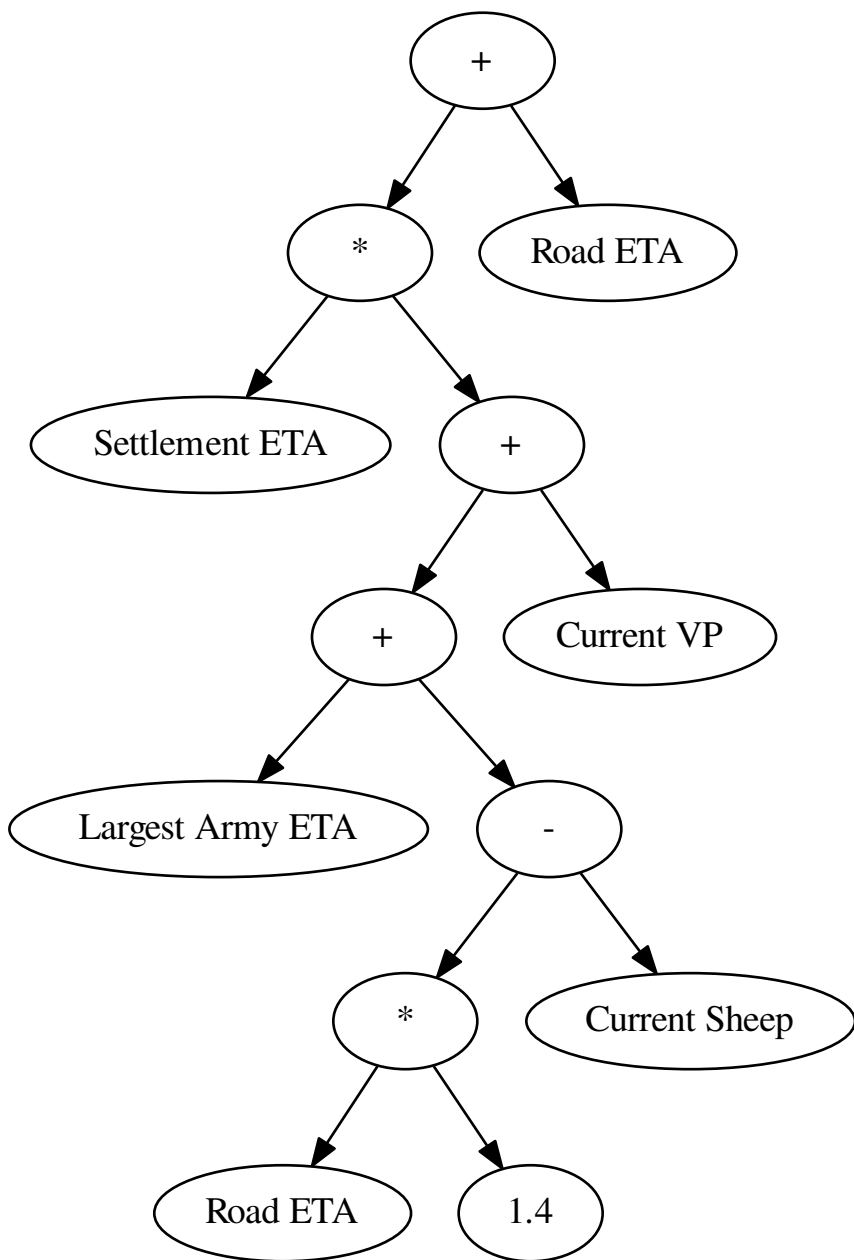 +
*
Road ETA
Settlement ETA
+
+
Current VP
Largest Army ETA
-
*
Current Sheep
Road ETA
1.4